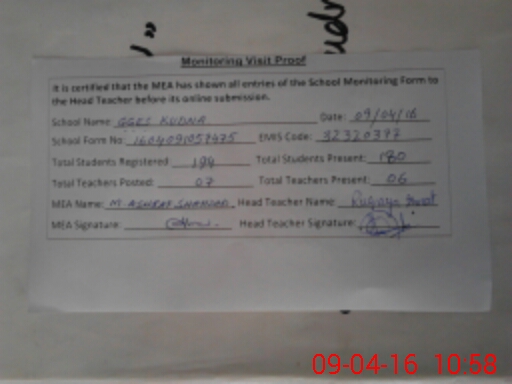 Monitoring Visit Proof
It is certified that the MEA has shown all entries of the School Monitoring Form to
the Head Teacher before its online submission.
School Name: GGES KUDNA Date: 09/04/16
School Form No: 1604091057475 EMIS Code: 32320377
Total Students Registered: 194 Total Students Present: 180
Total Teachers Posted: 07 Total Teachers Present: 06
MEA Name: M. ASHRAF SHAHZAD Head Teacher Name: Ruqayya
MEA Signature: Head Teacher Signature:
09-04-16 10:58